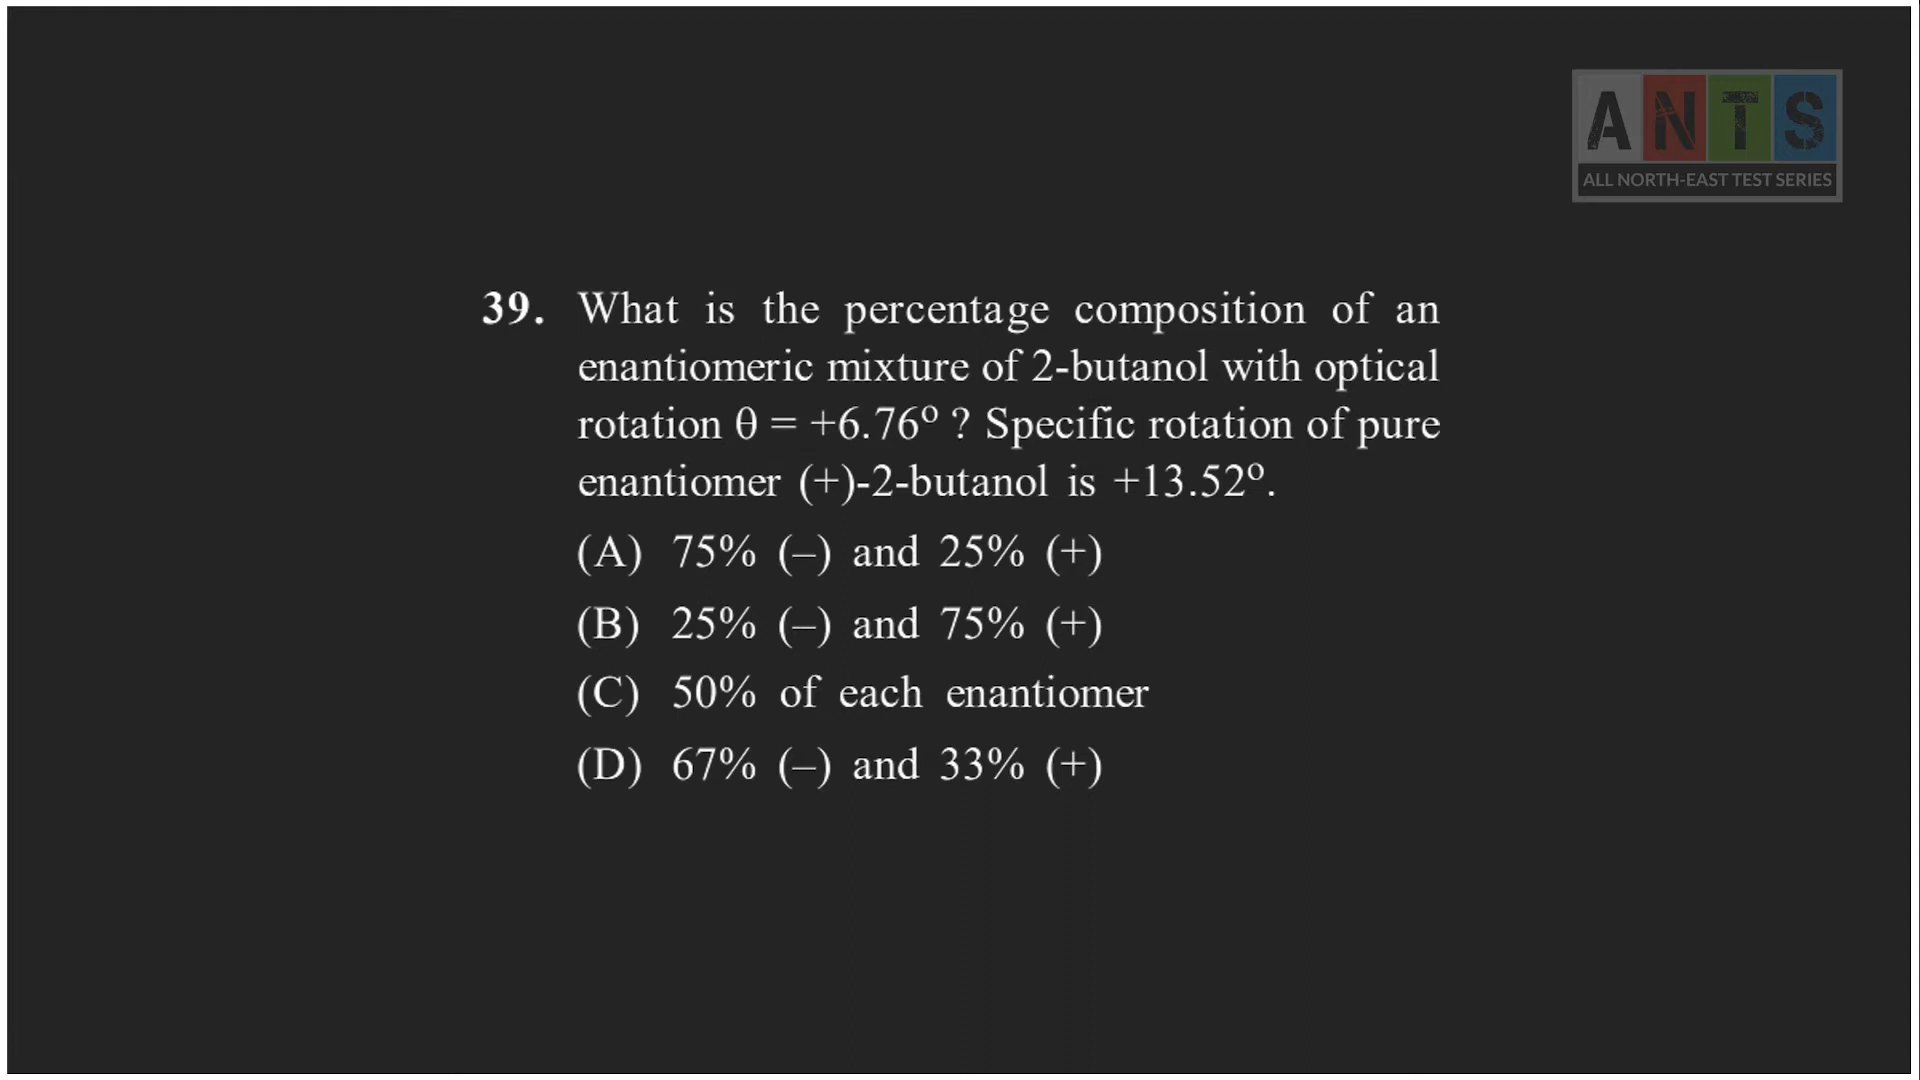 ANTS
ALL NORTH-EAST TEST SERIES
39. What is the percentage composition of an
enantiomeric mixture of 2-butanol with optical
rotation θ = +6.76º ? Specific rotation of pure
enantiomer (+)-2-butanol is +13.52º.
(A) 75% (–) and 25% (+)
(B) 25% (–) and 75% (+)
(C) 50% of each enantiomer
(D) 67% (–) and 33% (+)